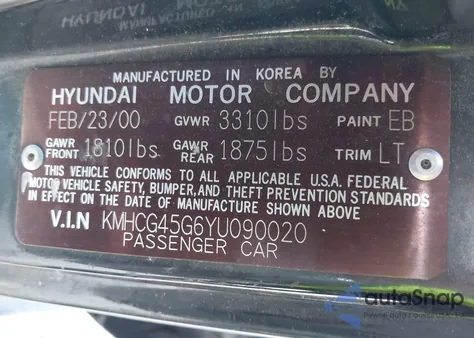 MANUFACTURED IN KOREA BY
HYUNDAI MOTOR COMPANY
FEB/23/00 GVWR 3310lbs PAINT EB
GAWR FRONT 1810lbs GAWR REAR 1875lbs TRIM LT
THIS VEHICLE CONFORMS TO ALL APPLICABLE U.S.A. FEDERAL
MOTOR VEHICLE SAFETY, BUMPER, AND THEFT PREVENTION STANDARDS
IN EFFECT ON THE DATE OF MANUFACTURE SHOWN ABOVE
V.I.N KMHCG45G6YU090020
PASSENGER CAR
autoSnap